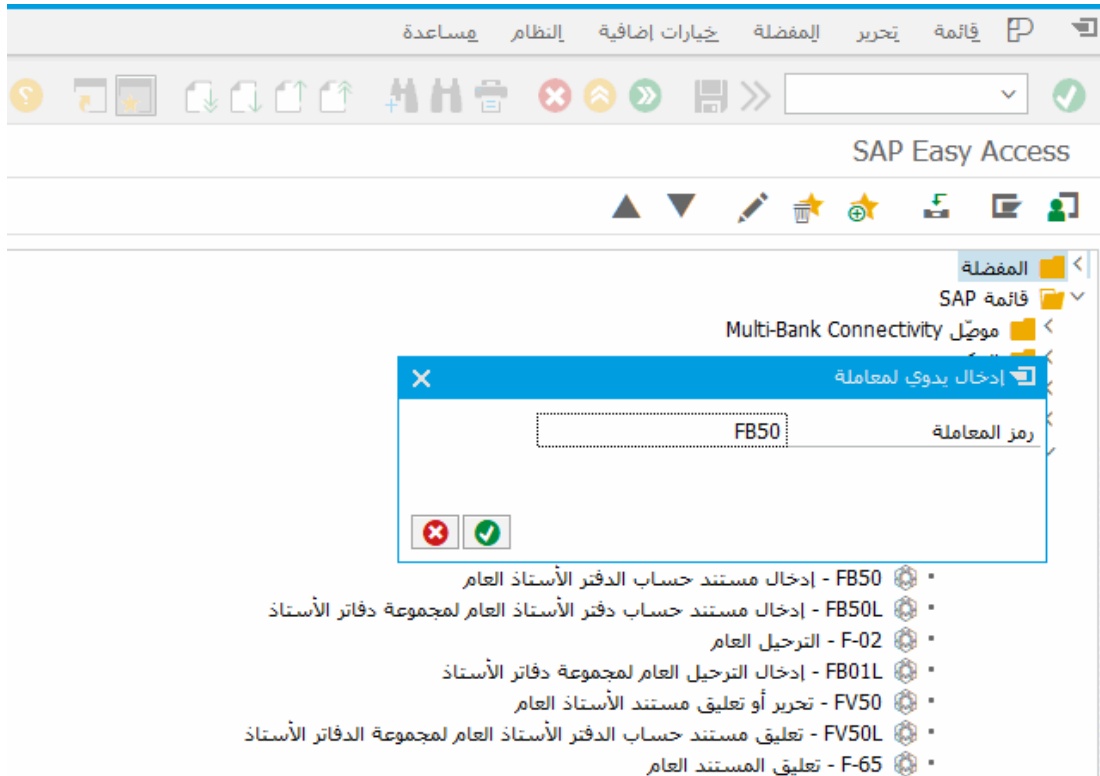 قائمة تحرير المفضلة خيارات إضافية النظام مساعدة
SAP Easy Access
المفضلة
قائمة SAP
موصّل Multi-Bank Connectivity
إدخال يدوي لمعاملة
رمز المعاملة FB50
FB50 - إدخال مستند حساب الدفتر الأستاذ العام
FB50L - إدخال مستند حساب دفتر الأستاذ العام لمجموعة دفاتر الأستاذ
F-02 - الترحيل العام
FB01L - إدخال الترحيل العام لمجموعة دفاتر الأستاذ
FV50 - تحرير أو تعليق مستند الأستاذ العام
FV50L - تعليق مستند حساب الدفتر الأستاذ العام لمجموعة الدفاتر الأستاذ
F-65 - تعليق المستند العام